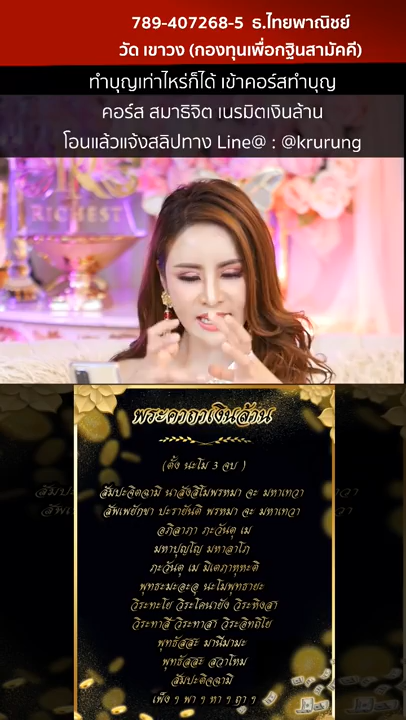 789-407268-5 ธ.ไทยพาณิชย์
วัด เขาวง (กองทุนเพื่อกฐินสามัคคี)
ทำบุญเท่าไหร่ก็ได้ เข้าคอร์สทำบุญ
คอร์ส สมาธิจิต เนรมิตเงินล้าน
โอนแล้วแจ้งสลิปทาง Line@ : @krurung
RICHEST
พระคาถาเงินล้าน
(ตั้ง นะโม 3 จบ )
สัมปะจิตฉามิ นาสังสิโม พรหมา จะ มหาเทวา
สัพเพยักขา ปะรายันติ พรหมา จะ มหาเทวา
อภิลาภา ภะวันตุ เม
มหาปุญโญ มหาลาโภ
ภะวันตุ เม มิเตภาหุหะติ
พุทธะมะอะอุ นะโมพุทธายะ
วิระทะโย วิระโคนายัง วิระหิงสา
วิระทาสี วิระทาสา วิระอิตถิโย
พุทธัสสะ มานีมามะ
พุทธัสสะ สวาโหม
สัมปะติจฉามิ
เพ็ง ๆ พา ๆ หา ๆ ฤา ๆ